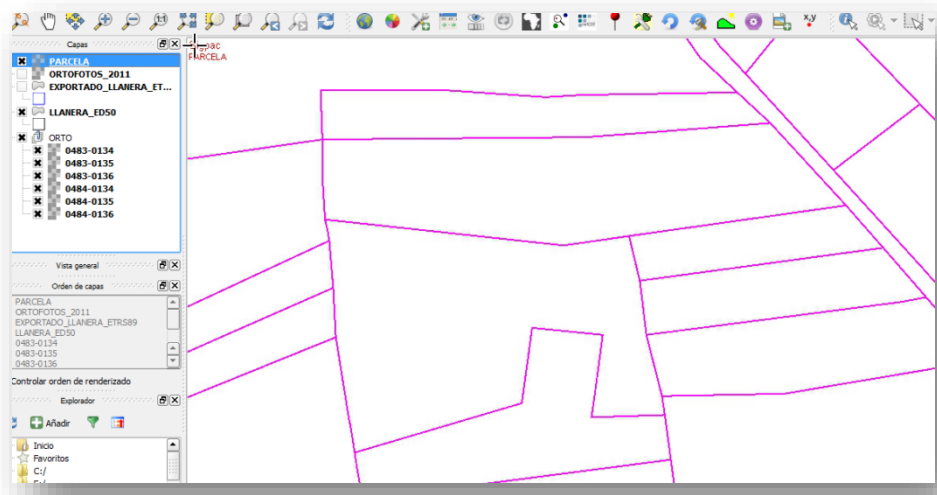 x,y
Capas
PARCELA
ORTOFOTOS_2011
EXPORTADO_LLANERA_ET...
LLANERA_ED50
ORTO
0483-0134
0483-0135
0483-0136
0484-0134
0484-0135
0484-0136
Vista general
Orden de capas
PARCELA
ORTOFOTOS_2011
EXPORTADO_LLANERA_ETRS89
LLANERA_ED50
0483-0134
0483-0135
0483-0136
Controlar orden de renderizado
Explorador
Añadir
Inicio
Favoritos
C:/
PARCELA